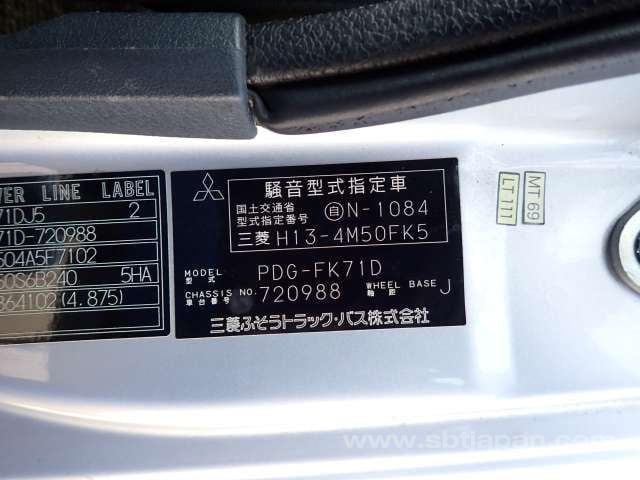 WER LINE LABEL
71DJ5 2
71D-720988
S04A5F7102
60S6B240 5HA
864102(4.875)
騒音型式指定車
国土交通省
型式指定番号 自N-1084
三菱 H13-4M50FK5
MODEL
型式 PDG-FK71D
CHASSIS NO.
車台番号 720988
WHEEL BASE
軸距 J
三菱ふそうトラック・バス株式会社
MT 69
LT 111
www.sbtjapan.com